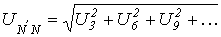 U_{N'N} = √(U_3^2 + U_6^2 + U_9^2 + ...)